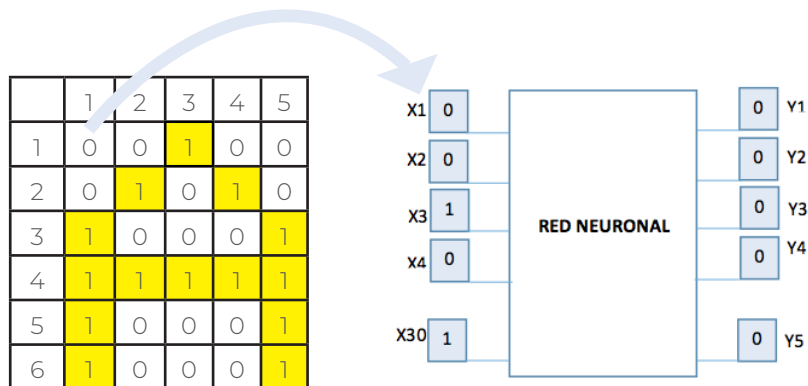 1 2 3 4 5
1 0 0 1 0 0
2 0 1 0 1 0
3 1 0 0 0 1
4 1 1 1 1 1
5 1 0 0 0 1
6 1 0 0 0 1
X1 0
X2 0
X3 1
X4 0
X30 1
RED NEURONAL
0 Y1
0 Y2
0 Y3
0 Y4
0 Y5